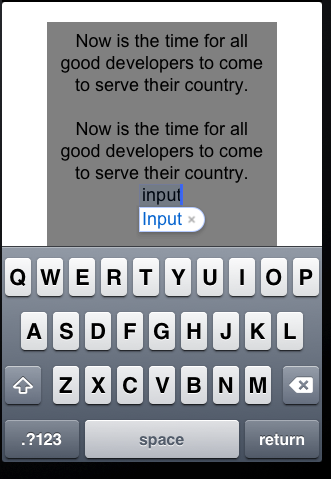 Now is the time for all
good developers to come
to serve their country.
Now is the time for all
good developers to come
to serve their country.
input
Input ×
Q W E R T Y U I O P
A S D F G H J K L
Z X C V B N M
.?123 space return